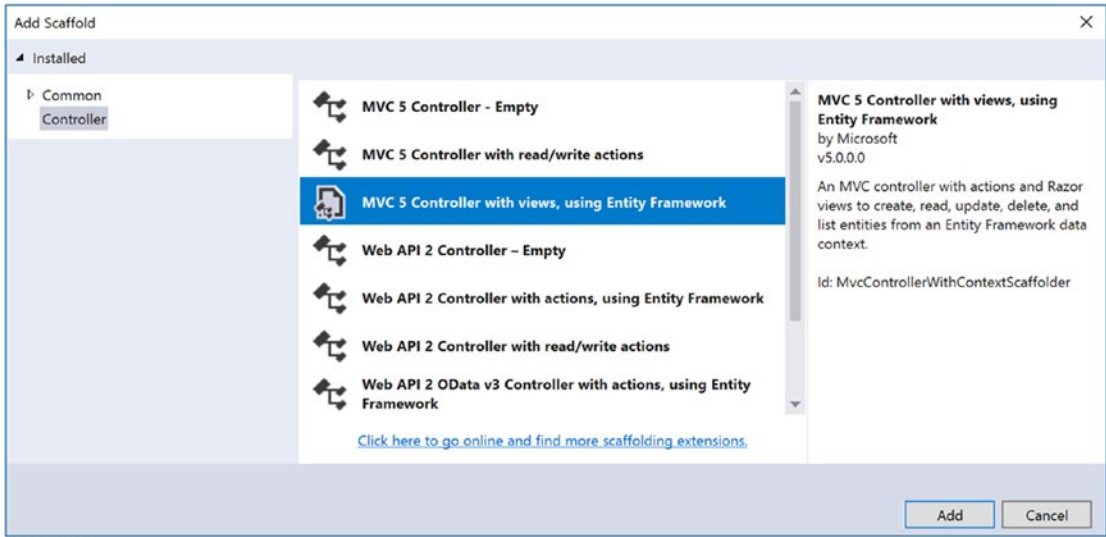 Add Scaffold
Installed
Common
Controller
MVC 5 Controller - Empty
MVC 5 Controller with read/write actions
MVC 5 Controller with views, using Entity Framework
Web API 2 Controller – Empty
Web API 2 Controller with actions, using Entity Framework
Web API 2 Controller with read/write actions
Web API 2 OData v3 Controller with actions, using Entity
Framework
Click here to go online and find more scaffolding extensions.
MVC 5 Controller with views, using
Entity Framework
by Microsoft
v5.0.0.0
An MVC controller with actions and Razor
views to create, read, update, delete, and
list entities from an Entity Framework data
context.
Id: MvcControllerWithContextScaffolder
Add
Cancel